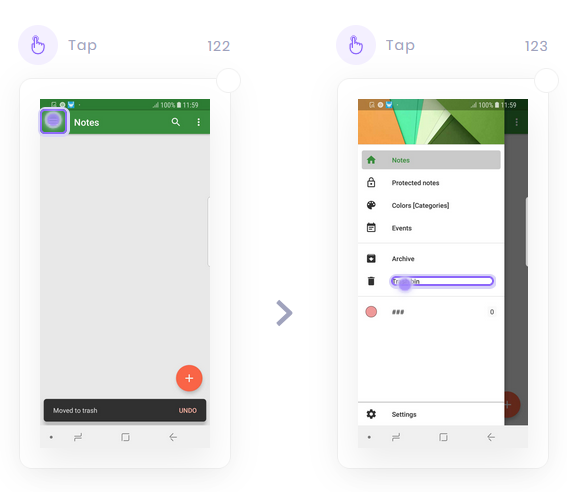 Tap 122
100% 11:59
Notes
Moved to trash UNDO
Tap 123
100% 11:59
Notes
Protected notes
Colors [Categories]
Events
Archive
### 0
Settings